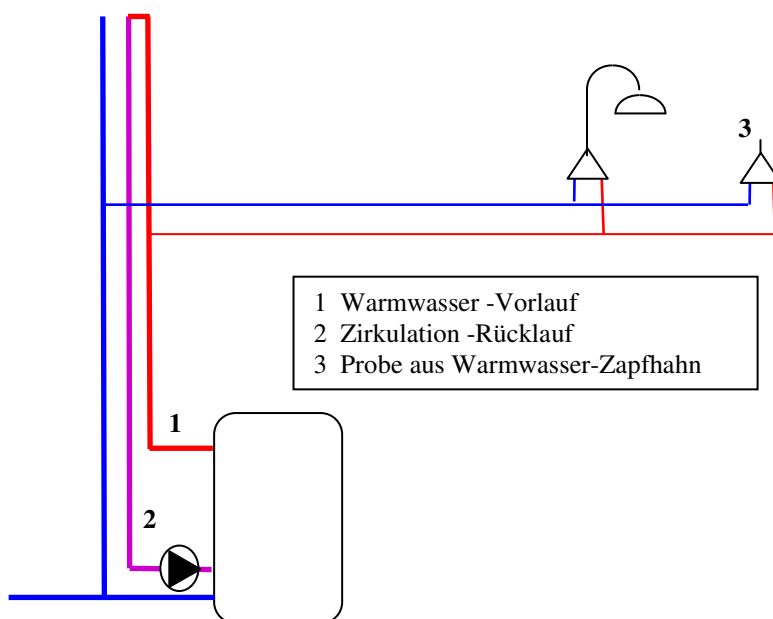 3
1 Warmwasser -Vorlauf
2 Zirkulation -Rücklauf
3 Probe aus Warmwasser-Zapfhahn
1
2